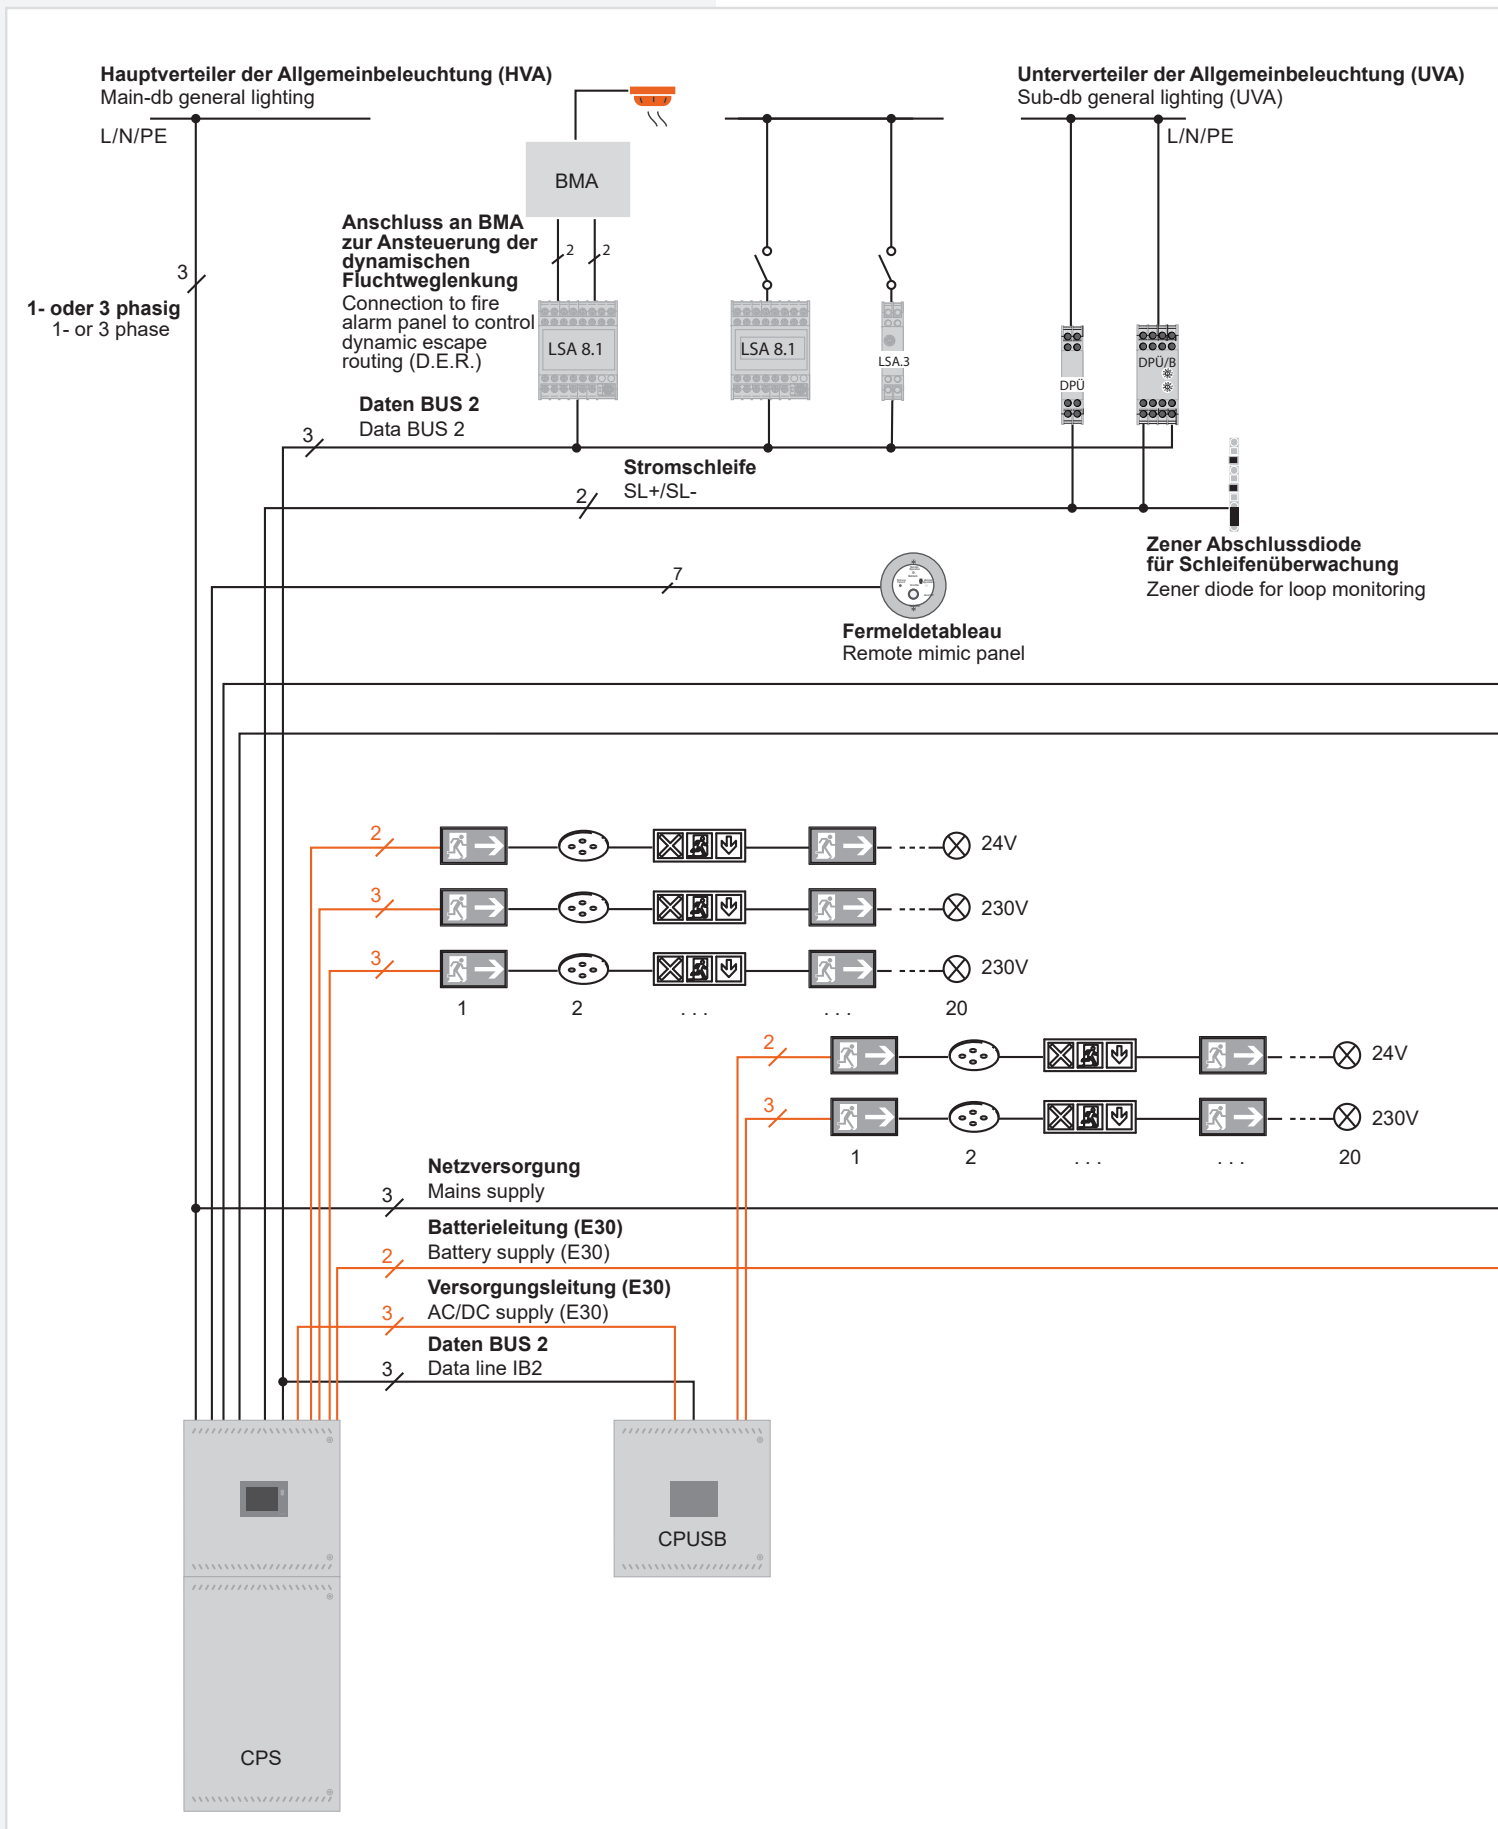 Hauptverteiler der Allgemeinbeleuchtung (HVA)
Main-db general lighting
L/N/PE
Unterverteiler der Allgemeinbeleuchtung (UVA)
Sub-db general lighting (UVA)
L/N/PE
BMA
Anschluss an BMA
zur Ansteuerung der
dynamischen
Fluchtweglenkung
Connection to fire
alarm panel to control
dynamic escape
routing (D.E.R.)
2
2
3
1- oder 3 phasig
1- or 3 phase
LSA 8.1
LSA 8.1
LSA.3
DPÜ
DPÜ/B
Daten BUS 2
Data BUS 2
3
Stromschleife
SL+/SL-
2
Zener Abschlussdiode
für Schleifenüberwachung
Zener diode for loop monitoring
7
Fermeldetableau
Remote mimic panel
2
24V
3
230V
3
230V
1
2
. . .
. . .
20
2
24V
3
230V
1
2
. . .
. . .
20
Netzversorgung
3
Mains supply
Batterieleitung (E30)
2
Battery supply (E30)
Versorgungsleitung (E30)
3
AC/DC supply (E30)
Daten BUS 2
3
Data line IB2
CPUSB
CPS